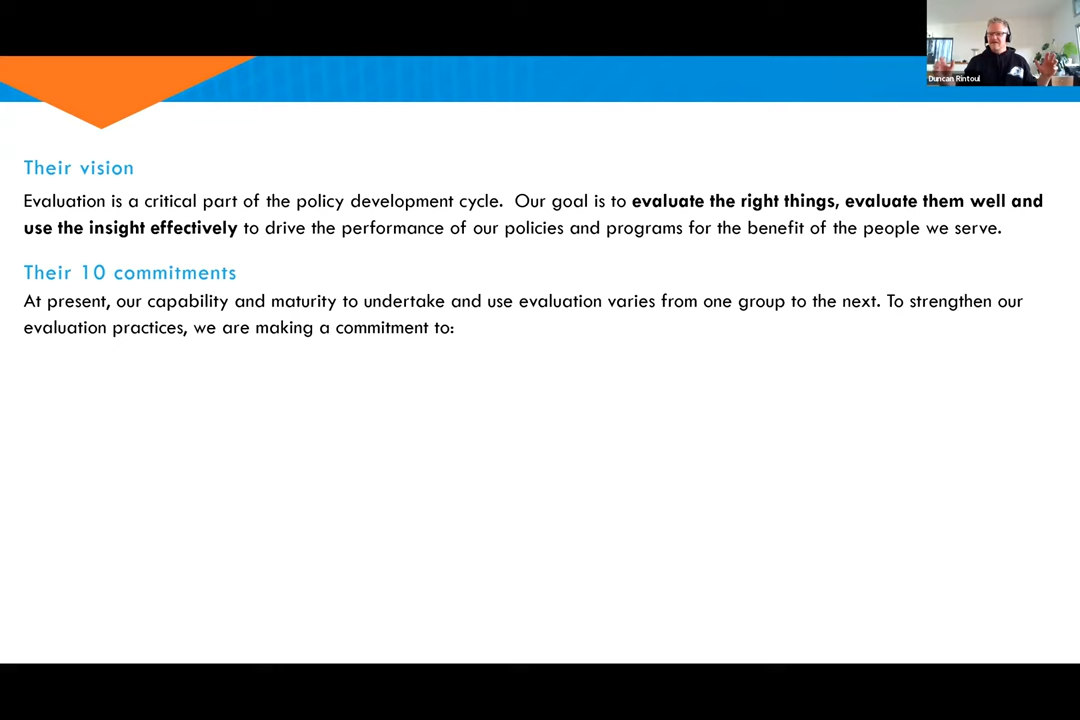 Duncan Rintoul
Their vision
Evaluation is a critical part of the policy development cycle.  Our goal is to evaluate the right things, evaluate them well and
use the insight effectively to drive the performance of our policies and programs for the benefit of the people we serve.
Their 10 commitments
At present, our capability and maturity to undertake and use evaluation varies from one group to the next. To strengthen our
evaluation practices, we are making a commitment to: